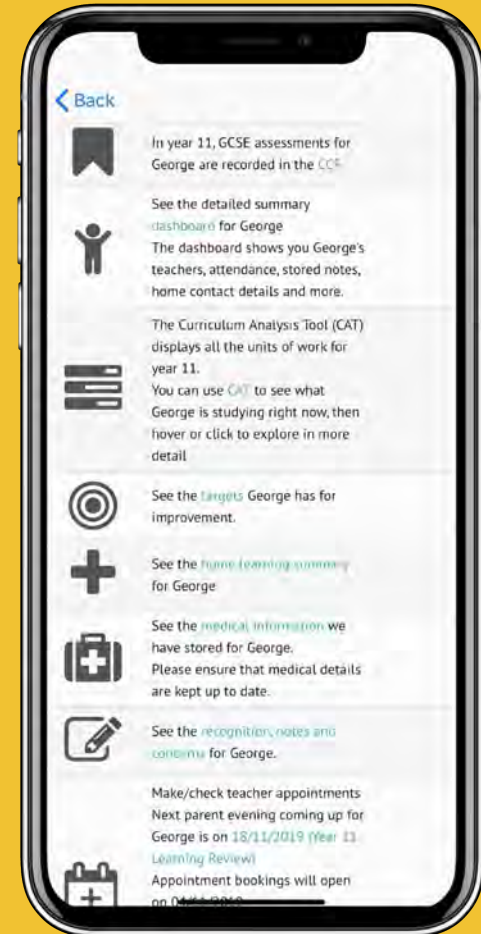 Back
In year 11, GCSE assessments for
George are recorded in the
See the detailed summary
dashboard for George
The dashboard shows you George's
teachers, attendance, stored notes,
home contact details and more.
The Curriculum Analysis Tool (CAT)
displays all the units of work for
year 11.
You can use CAT to see what
George is studying right now, then
hover or click to explore in more
detail
See the targets George has for
improvement.
See the home learning summary
for George
See the medical information we
have stored for George.
Please ensure that medical details
are kept up to date.
See the recognition, notes and
concerns for George.
Make/check teacher appointments
Next parent evening coming up for
George is on 18/11/2019 (Year 11
Learning Review)
Appointment bookings will open
on